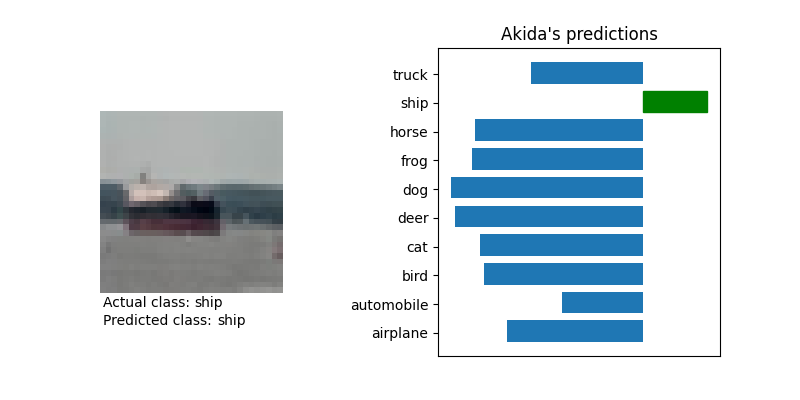 Akida's predictions
truck
ship
horse
frog
dog
deer
cat
bird
automobile
airplane
Actual class: ship
Predicted class: ship